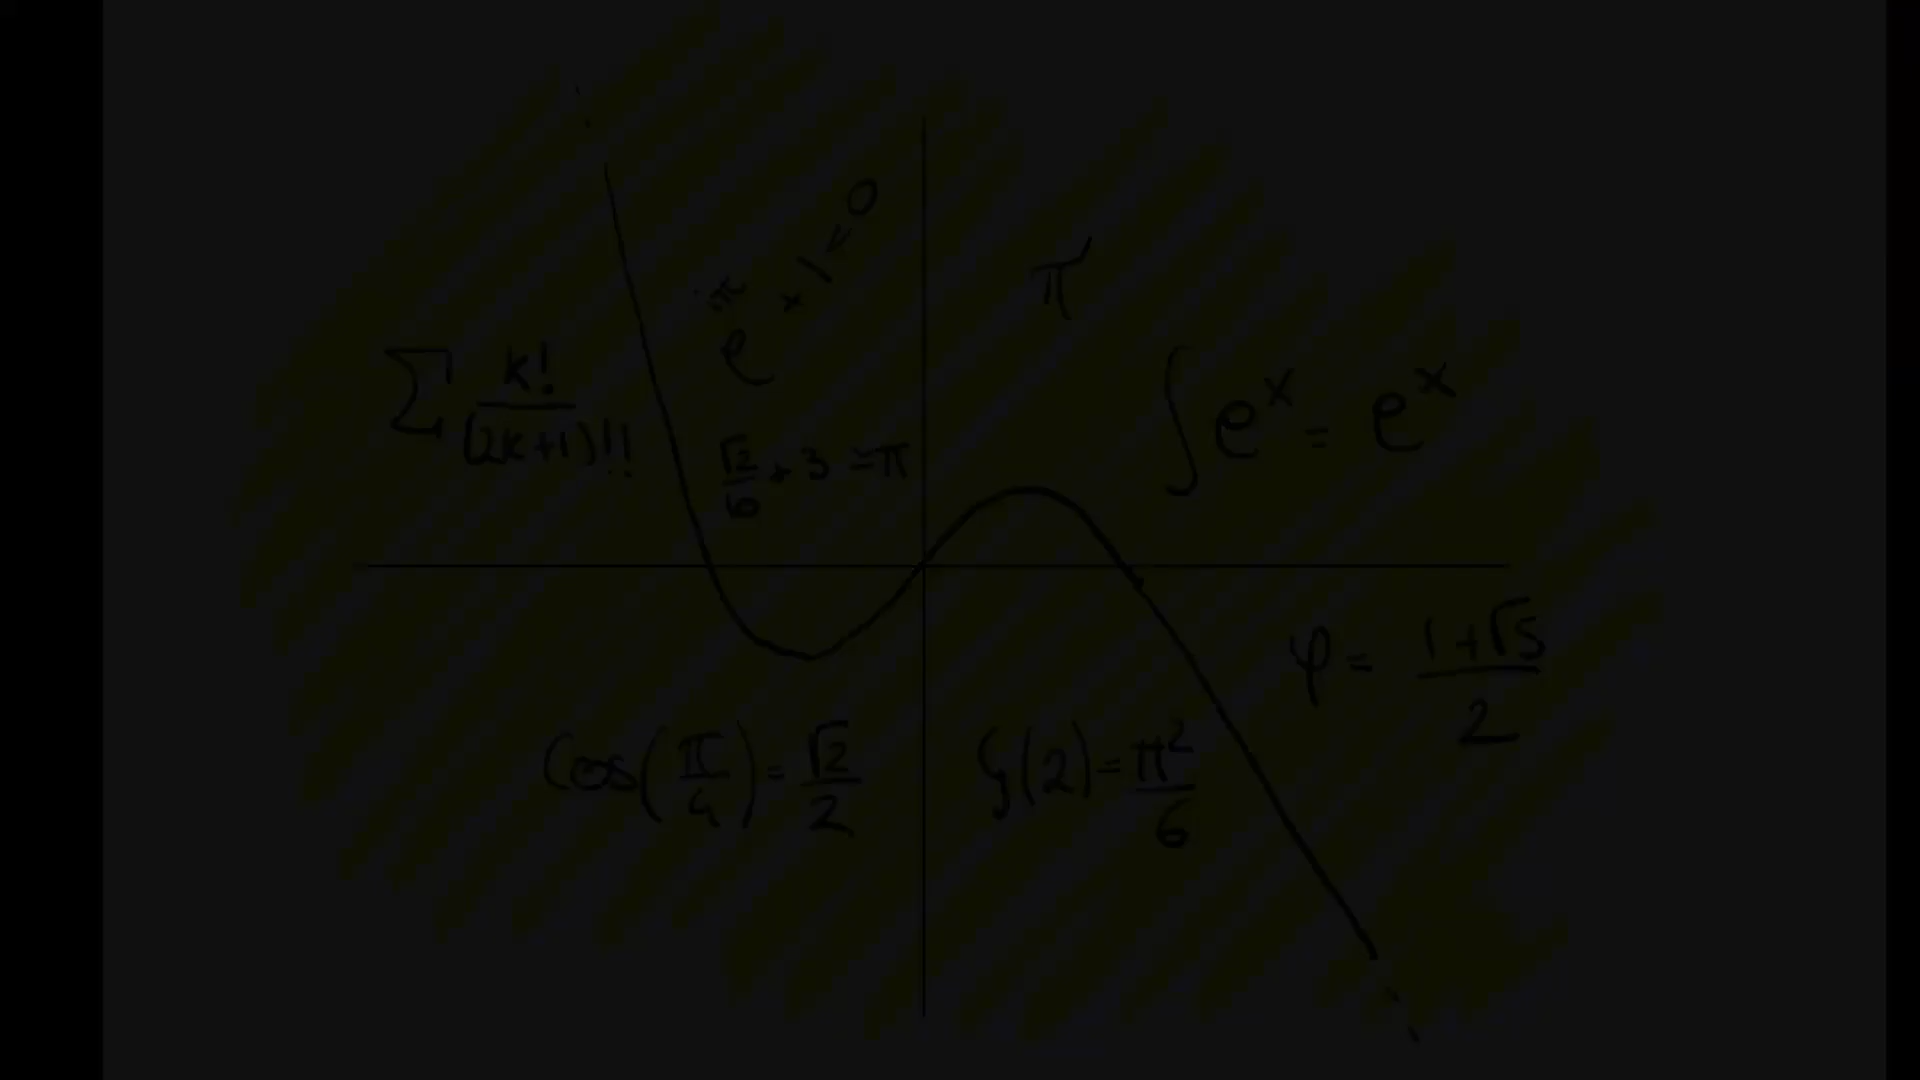 e^{iπ} + 1 = 0
π
∑ k! / (2k+1)!!
√2/6 + 3 = π
∫ e^x = e^x
φ = (1+√5)/2
Cos(π/4) = √2/2
ζ(2) = π²/6